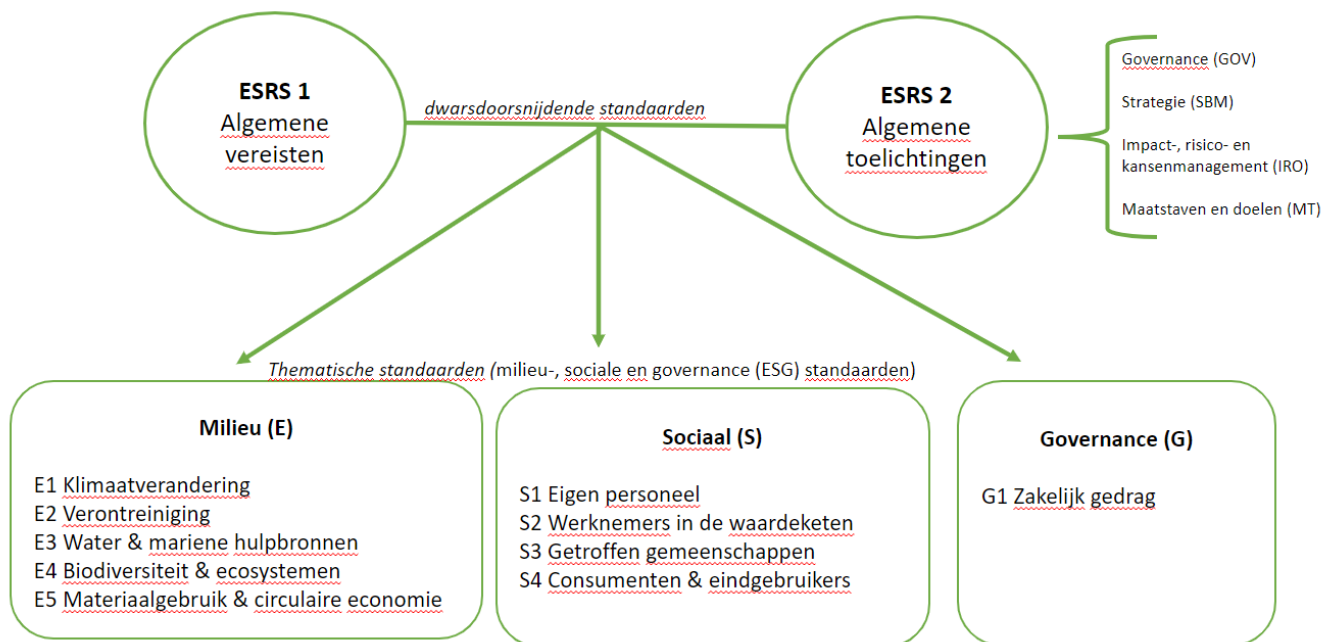 ESRS 1
Algemene
vereisten
dwarsdoorsnijdende standaarden
ESRS 2
Algemene
toelichtingen
Governance (GOV)
Strategie (SBM)
Impact-, risico- en
kansenmanagement (IRO)
Maatstaven en doelen (MT)
Thematische standaarden (milieu-, sociale en governance (ESG) standaarden)
Milieu (E)
E1 Klimaatverandering
E2 Verontreiniging
E3 Water & mariene hulpbronnen
E4 Biodiversiteit & ecosystemen
E5 Materiaalgebruik & circulaire economie
Sociaal (S)
S1 Eigen personeel
S2 Werknemers in de waardeketen
S3 Getroffen gemeenschappen
S4 Consumenten & eindgebruikers
Governance (G)
G1 Zakelijk gedrag